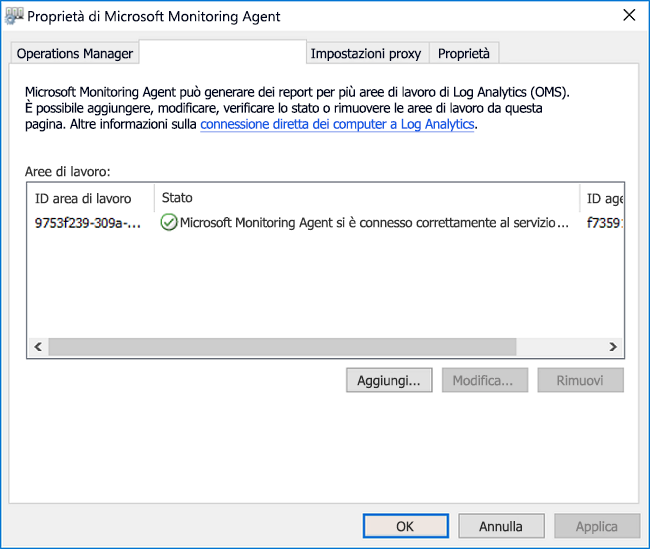 Proprietà di Microsoft Monitoring Agent
Operations Manager
Impostazioni proxy
Proprietà
Microsoft Monitoring Agent può generare dei report per più aree di lavoro di Log Analytics (OMS).
È possibile aggiungere, modificare, verificare lo stato o rimuovere le aree di lavoro da questa
pagina. Altre informazioni sulla connessione diretta dei computer a Log Analytics.
Aree di lavoro:
ID area di lavoro Stato ID age
9753f239-309a-... Microsoft Monitoring Agent si è connesso correttamente al servizio ... f7359
Aggiungi... Modifica... Rimuovi
OK Annulla Applica